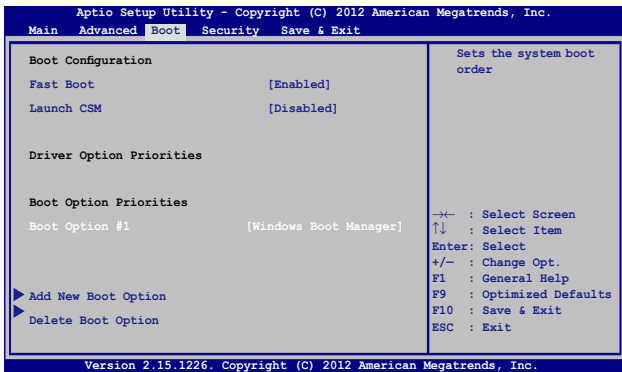 Aptio Setup Utility - Copyright (C) 2012 American Megatrends, Inc.
Main Advanced Boot Security Save & Exit
Boot Configuration
Fast Boot [Enabled]
Launch CSM [Disabled]
Driver Option Priorities
Boot Option Priorities
Boot Option #1 [Windows Boot Manager]
Add New Boot Option
Delete Boot Option
Sets the system boot
order
→← : Select Screen
↑↓ : Select Item
Enter: Select
+/— : Change Opt.
F1 : General Help
F9 : Optimized Defaults
F10 : Save & Exit
ESC : Exit
Version 2.15.1226. Copyright (C) 2012 American Megatrends, Inc.